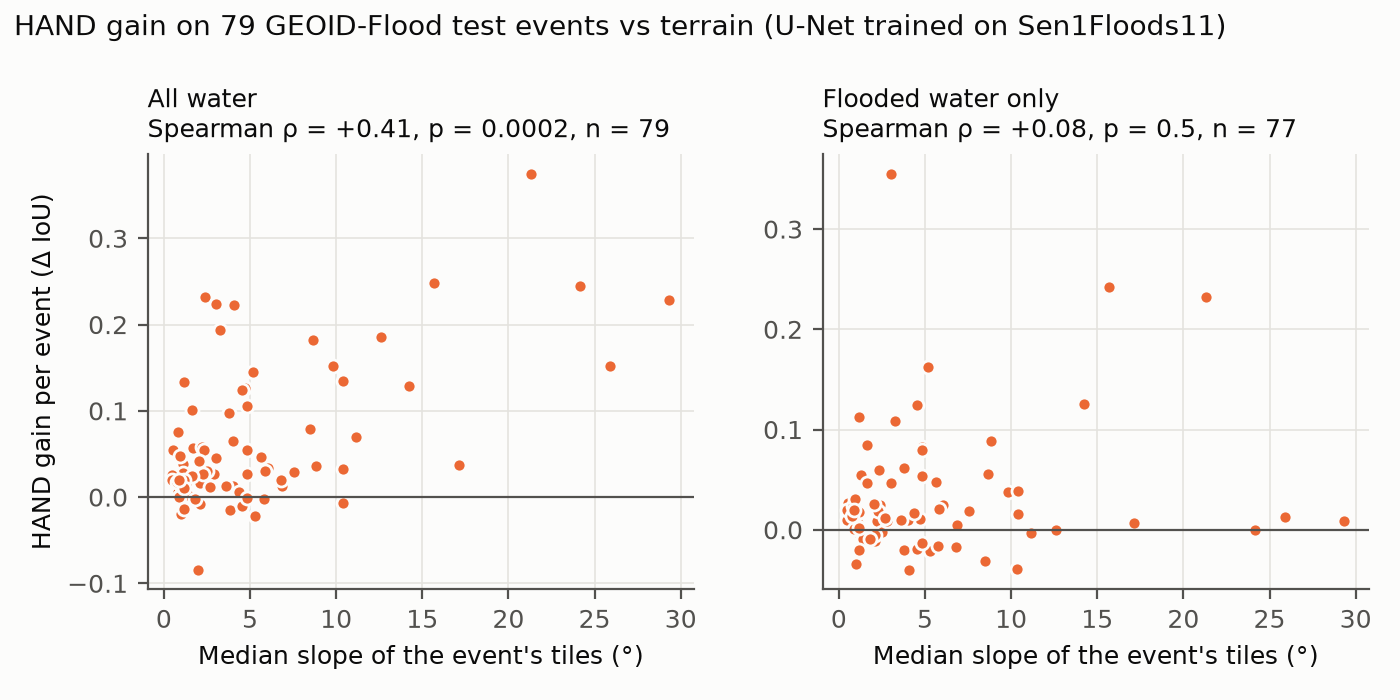 HAND gain on 79 GEOID-Flood test events vs terrain (U-Net trained on Sen1Floods11)
All water
Spearman ρ = +0.41, p = 0.0002, n = 79
HAND gain per event (Δ IoU)
0.3
0.2
0.1
0.0
−0.1
0 5 10 15 20 25 30
Median slope of the event's tiles (°)
Flooded water only
Spearman ρ = +0.08, p = 0.5, n = 77
0.3
0.2
0.1
0.0
0 5 10 15 20 25 30
Median slope of the event's tiles (°)